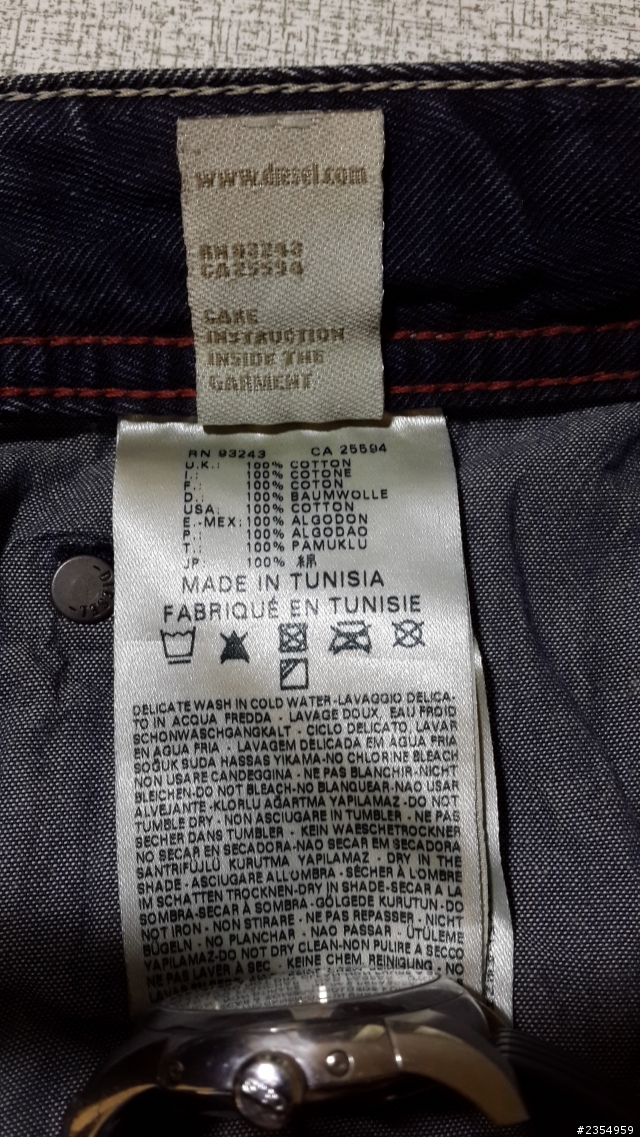 www.diesel.com
RN 93243
CA 25594
CARE
INSTRUCTION
INSIDE THE
GARMENT
RN 93243 CA 25594
U.K.: 100% COTTON
I.: 100% COTONE
F.: 100% COTON
D.: 100% BAUMWOLLE
USA: 100% COTTON
E.-MEX: 100% ALGODON
P.: 100% ALGODAO
T.: 100% PAMUKLU
JP 100% 綿
MADE IN TUNISIA
FABRIQUÉ EN TUNISIE
DELICATE WASH IN COLD WATER-LAVAGGIO DELICA-
TO IN ACQUA FREDDA - LAVAGE DOUX, EAU FROID
SCHONWASCHGANGKALT - CICLO DELICATO, LAVAR
EN AGUA FRIA - LAVAGEM DELICADA EM AGUA FRIA
SOĞUK SUDA HASSAS YIKAMA-NO CHLORINE BLEACH
NON USARE CANDEGGINA - NE PAS BLANCHIR-NICHT
BLEICHEN-DO NOT BLEACH-NO BLANQUEAR-NAO USAR
ALVEJANTE -KLORLU AĞARTMA YAPILAMAZ -DO NOT
TUMBLE DRY - NON ASCIUGARE IN TUMBLER - NE PAS
SECHER DANS TUMBLER - KEIN WAESCHETROCKNER
NO SECAR EN SECADORA-NAO SECAR EM SECADORA
SANTRIFÜJLÜ KURUTMA YAPILAMAZ - DRY IN THE
SHADE - ASCIUGARE ALL'OMBRA - SÉCHER À L'OMBRE
IM SCHATTEN TROCKNEN-DRY IN SHADE-SECAR A LA
SOMBRA-SECAR À SOMBRA- GÖLGEDE KURUTUN-DO
NOT IRON - NON STIRARE - NE PAS REPASSER - NICHT
BÜGELN - NO PLANCHAR - NAO PASSAR - ÜTÜLEME
YAPILAMAZ-DO NOT DRY CLEAN-NON PULIRE A SECCO
NE PAS LAVER À SEC - KEINE CHEM. REINIGUNG - NO
DIESEL
#2354959